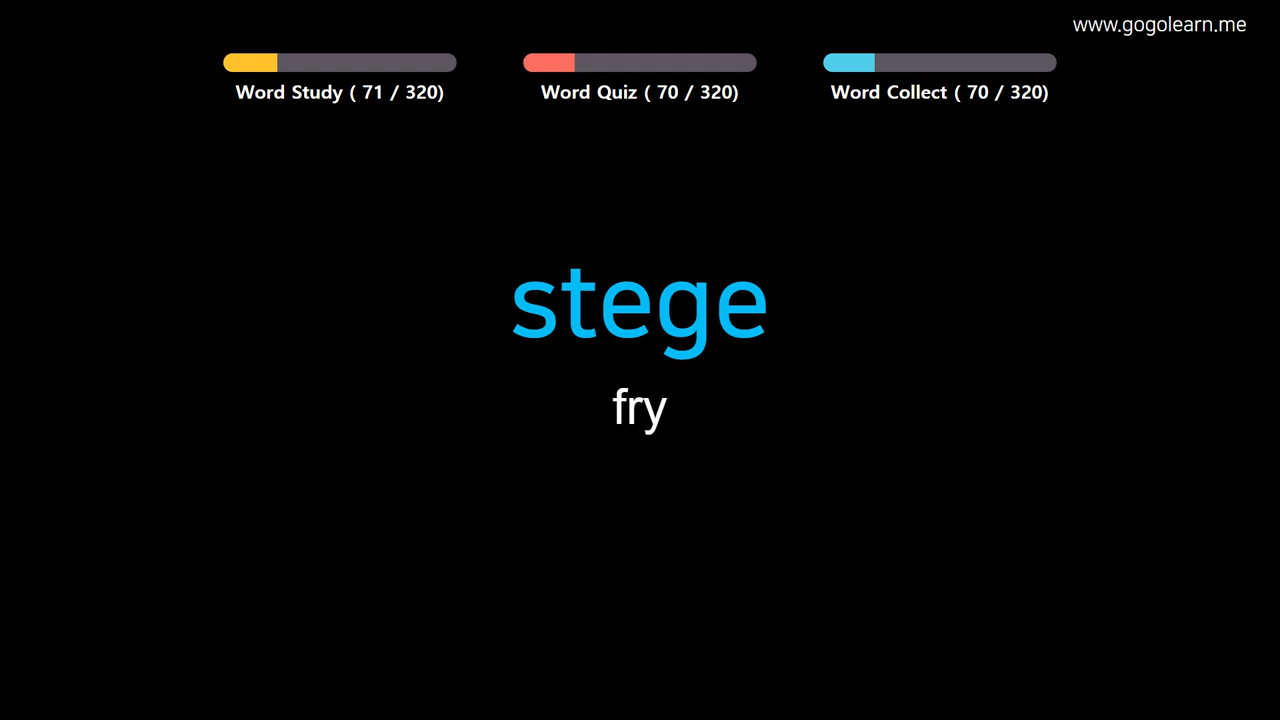 www.gogolearn.me
Word Study ( 71 / 320)
Word Quiz ( 70 / 320)
Word Collect ( 70 / 320)
stege
fry